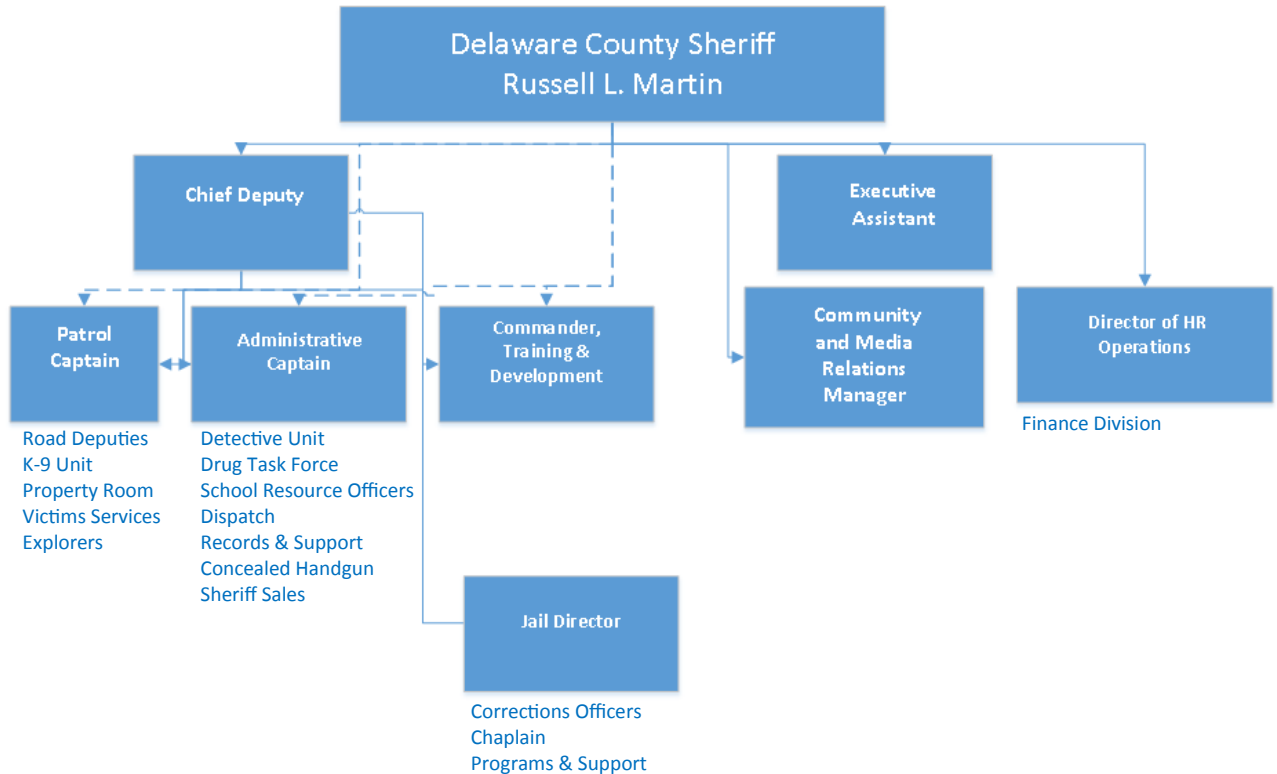 Delaware County Sheriff
Russell L. Martin
Chief Deputy
Executive
Assistant
Patrol
Captain
Administrative
Captain
Commander,
Training &
Development
Community
and Media
Relations
Manager
Director of HR
Operations
Road Deputies
K-9 Unit
Property Room
Victims Services
Explorers
Detective Unit
Drug Task Force
School Resource Officers
Dispatch
Records & Support
Concealed Handgun
Sheriff Sales
Finance Division
Jail Director
Corrections Officers
Chaplain
Programs & Support